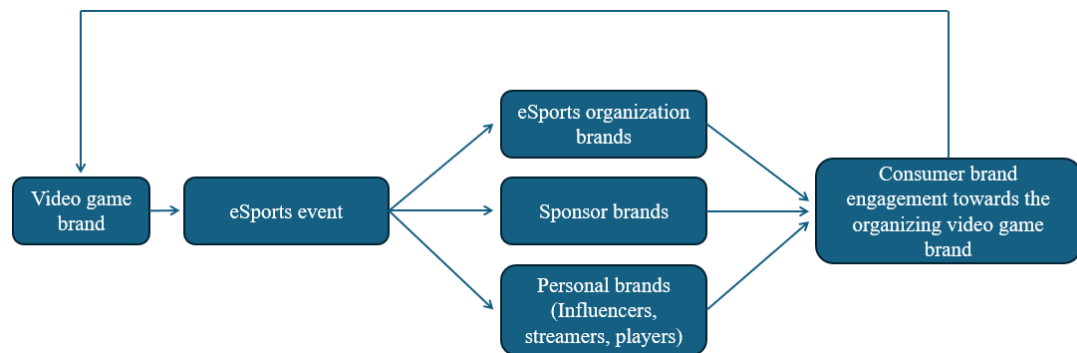 Video game
brand
eSports event
eSports organization
brands
Sponsor brands
Personal brands
(Influencers,
streamers, players)
Consumer brand
engagement towards the
organizing video game
brand